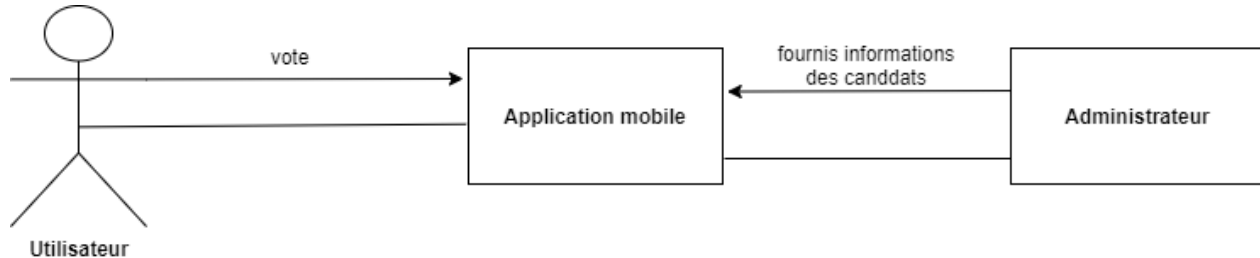 vote
fournis informations
des canddats
Application mobile
Administrateur
Utilisateur